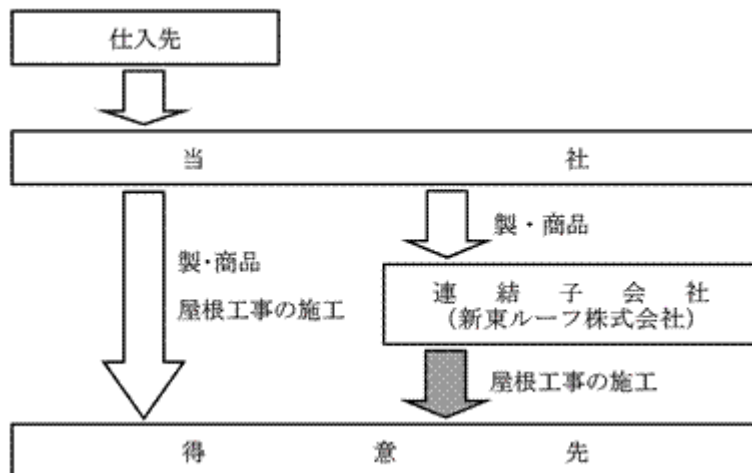 仕入先
当社
製・商品
製・商品
屋根工事の施工
連結子会社
(新東ルーフ株式会社)
屋根工事の施工
得意先